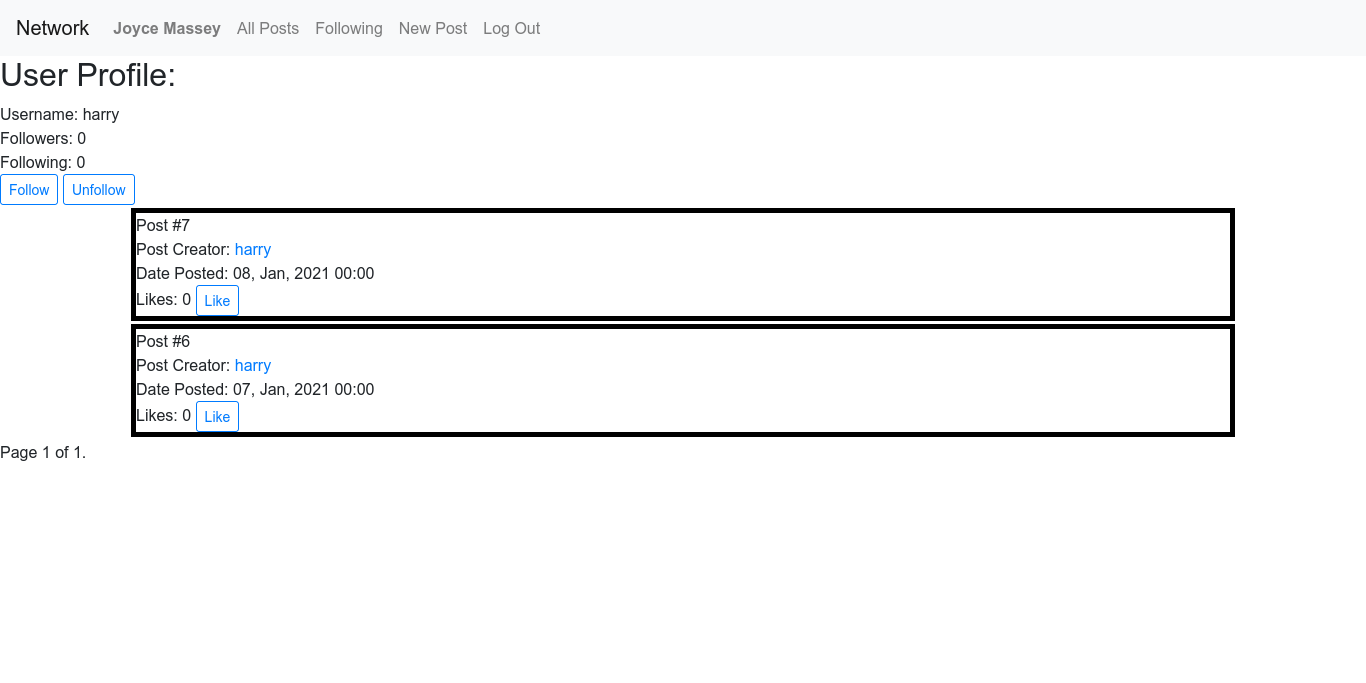 Network Joyce Massey All Posts Following New Post Log Out
User Profile:
Username: harry
Followers: 0
Following: 0
Follow Unfollow
Post #7
Post Creator: harry
Date Posted: 08, Jan, 2021 00:00
Likes: 0 Like
Post #6
Post Creator: harry
Date Posted: 07, Jan, 2021 00:00
Likes: 0 Like
Page 1 of 1.